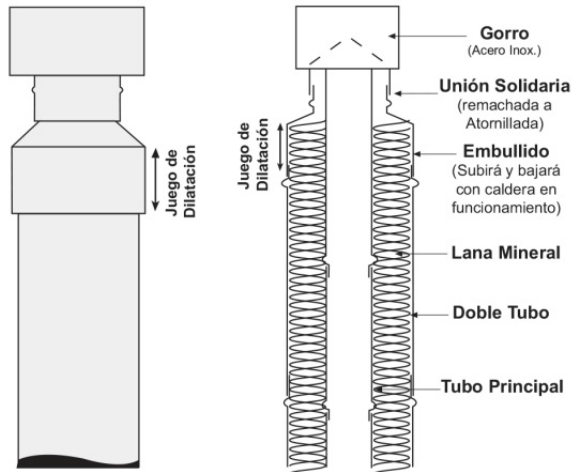 Gorro
(Acero Inox.)
Unión Solidaria
(remachada a
Atornillada)
Juego de
Dilatación
Juego de
Dilatación
Embullido
(Subirá y bajará
con caldera en
funcionamiento)
Lana Mineral
Doble Tubo
Tubo Principal